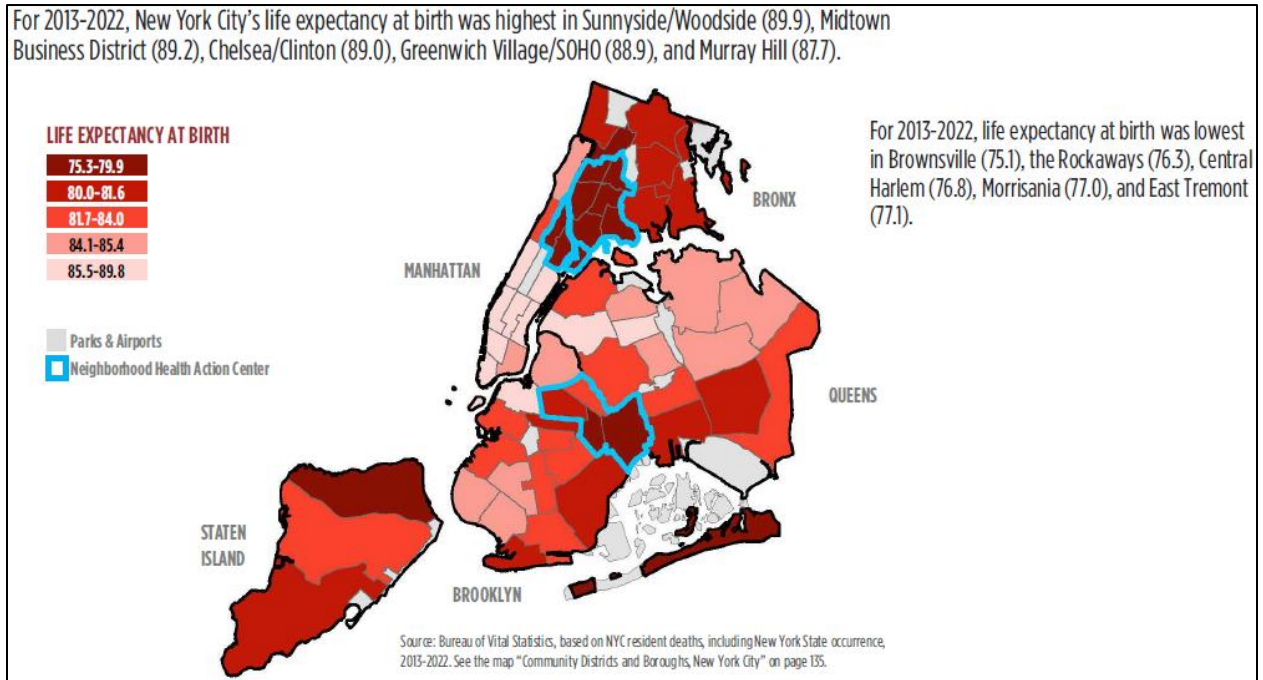 For 2013-2022, New York City’s life expectancy at birth was highest in Sunnyside/Woodside (89.9), Midtown
Business District (89.2), Chelsea/Clinton (89.0), Greenwich Village/SOHO (88.9), and Murray Hill (87.7).
LIFE EXPECTANCY AT BIRTH
75.3-79.9
80.0-81.6
81.7-84.0
84.1-85.4
85.5-89.8
Parks & Airports
Neighborhood Health Action Center
For 2013-2022, life expectancy at birth was lowest
in Brownsville (75.1), the Rockaways (76.3), Central
Harlem (76.8), Morrisania (77.0), and East Tremont
(77.1).
BRONX
MANHATTAN
QUEENS
STATEN
ISLAND
BROOKLYN
Source: Bureau of Vital Statistics, based on NYC resident deaths, including New York State occurrence,
2013-2022. See the map “Community Districts and Boroughs, New York City” on page 135.